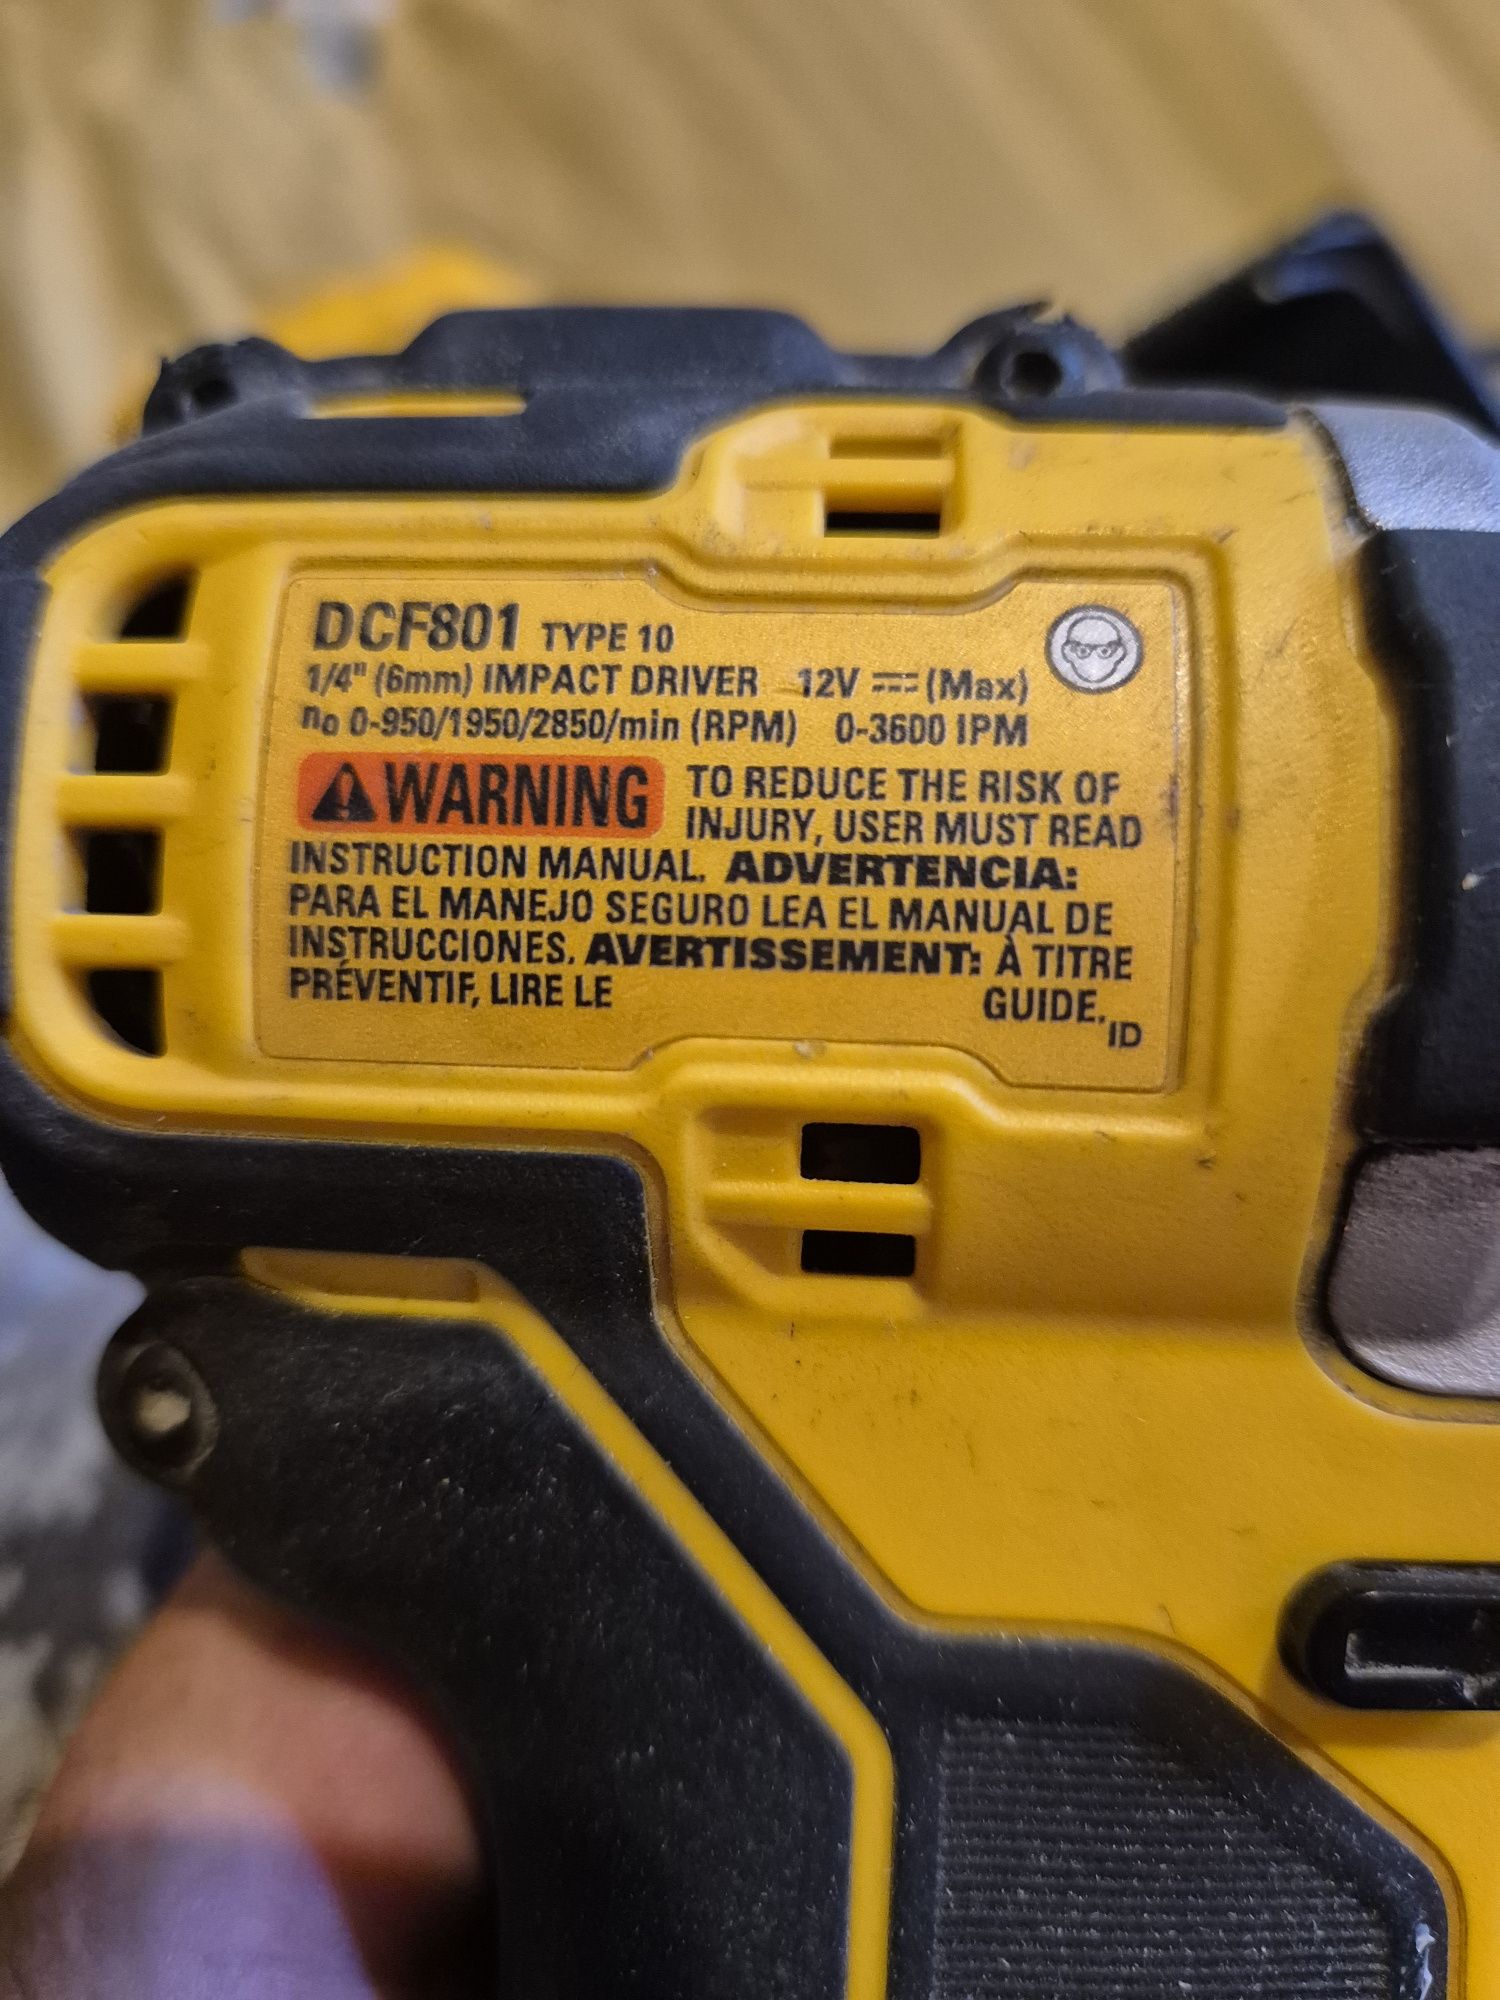 DCF801 TYPE 10
1/4" (6mm) IMPACT DRIVER 12V ⎓ (Max)
no 0-950/1950/2850/min (RPM) 0-3600 IPM
⚠WARNING TO REDUCE THE RISK OF
INJURY, USER MUST READ
INSTRUCTION MANUAL. ADVERTENCIA:
PARA EL MANEJO SEGURO LEA EL MANUAL DE
INSTRUCCIONES. AVERTISSEMENT: À TITRE
PRÉVENTIF, LIRE LE GUIDE.
ID